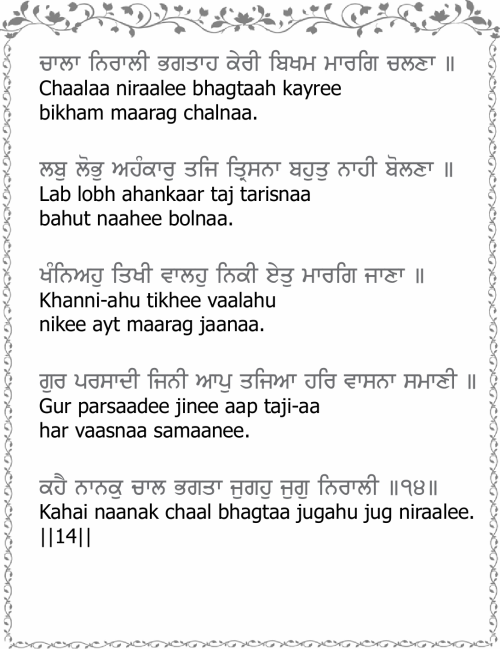 ਚਾਲਾ ਨਿਰਾਲੀ ਭਗਤਾਹ ਕੇਰੀ ਬਿਖਮ ਮਾਰਗਿ ਚਲਣਾ ॥
Chaalaa niraalee bhagtaah kayree
bikham maarag chalnaa.
ਲਬੁ ਲੋਭੁ ਅਹੰਕਾਰੁ ਤਜਿ ਤ੍ਰਿਸਨਾ ਬਹੁਤੁ ਨਾਹੀ ਬੋਲਣਾ ॥
Lab lobh ahankaar taj tarisnaa
bahut naahee bolnaa.
ਖੰਨਿਅਹੁ ਤਿਖੀ ਵਾਲਹੁ ਨਿਕੀ ਏਤੁ ਮਾਰਗਿ ਜਾਣਾ ॥
Khanni-ahu tikhee vaalahu
nikee ayt maarag jaanaa.
ਗੁਰ ਪਰਸਾਦੀ ਜਿਨੀ ਆਪੁ ਤਜਿਆ ਹਰਿ ਵਾਸਨਾ ਸਮਾਣੀ ॥
Gur parsaadee jinee aap taji-aa
har vaasnaa samaanee.
ਕਹੈ ਨਾਨਕੁ ਚਾਲ ਭਗਤਾ ਜੁਗਹੁ ਜੁਗੁ ਨਿਰਾਲੀ ॥੧੪॥
Kahai naanak chaal bhagtaa jugahu jug niraalee.
||14||